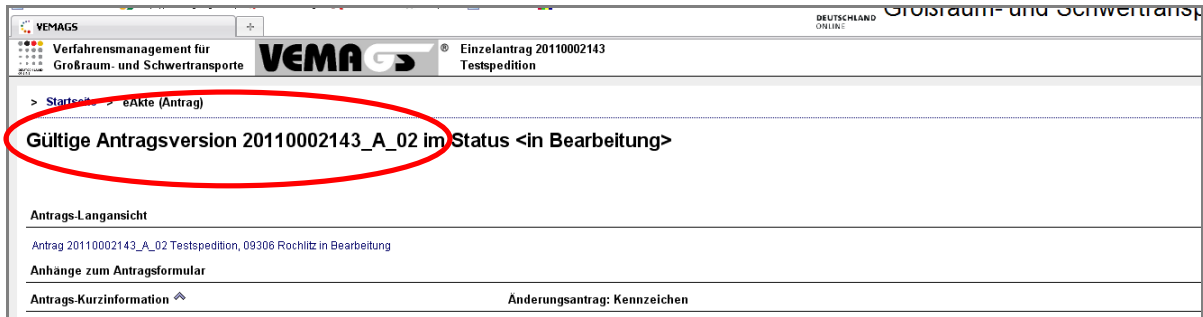 VEMAGS
DEUTSCHLAND
ONLINE
Großraum- und Schwertransp
Verfahrensmanagement für
Großraum- und Schwertransporte
VEMAGS ®
Einzelantrag 20110002143
Testspedition
> Startseite > eAkte (Antrag)
Gültige Antragsversion 20110002143_A_02 im Status <in Bearbeitung>
Antrags-Langansicht
Antrag 20110002143_A_02 Testspedition, 09306 Rochlitz in Bearbeitung
Anhänge zum Antragsformular
Antrags-Kurzinformation
Änderungsantrag: Kennzeichen